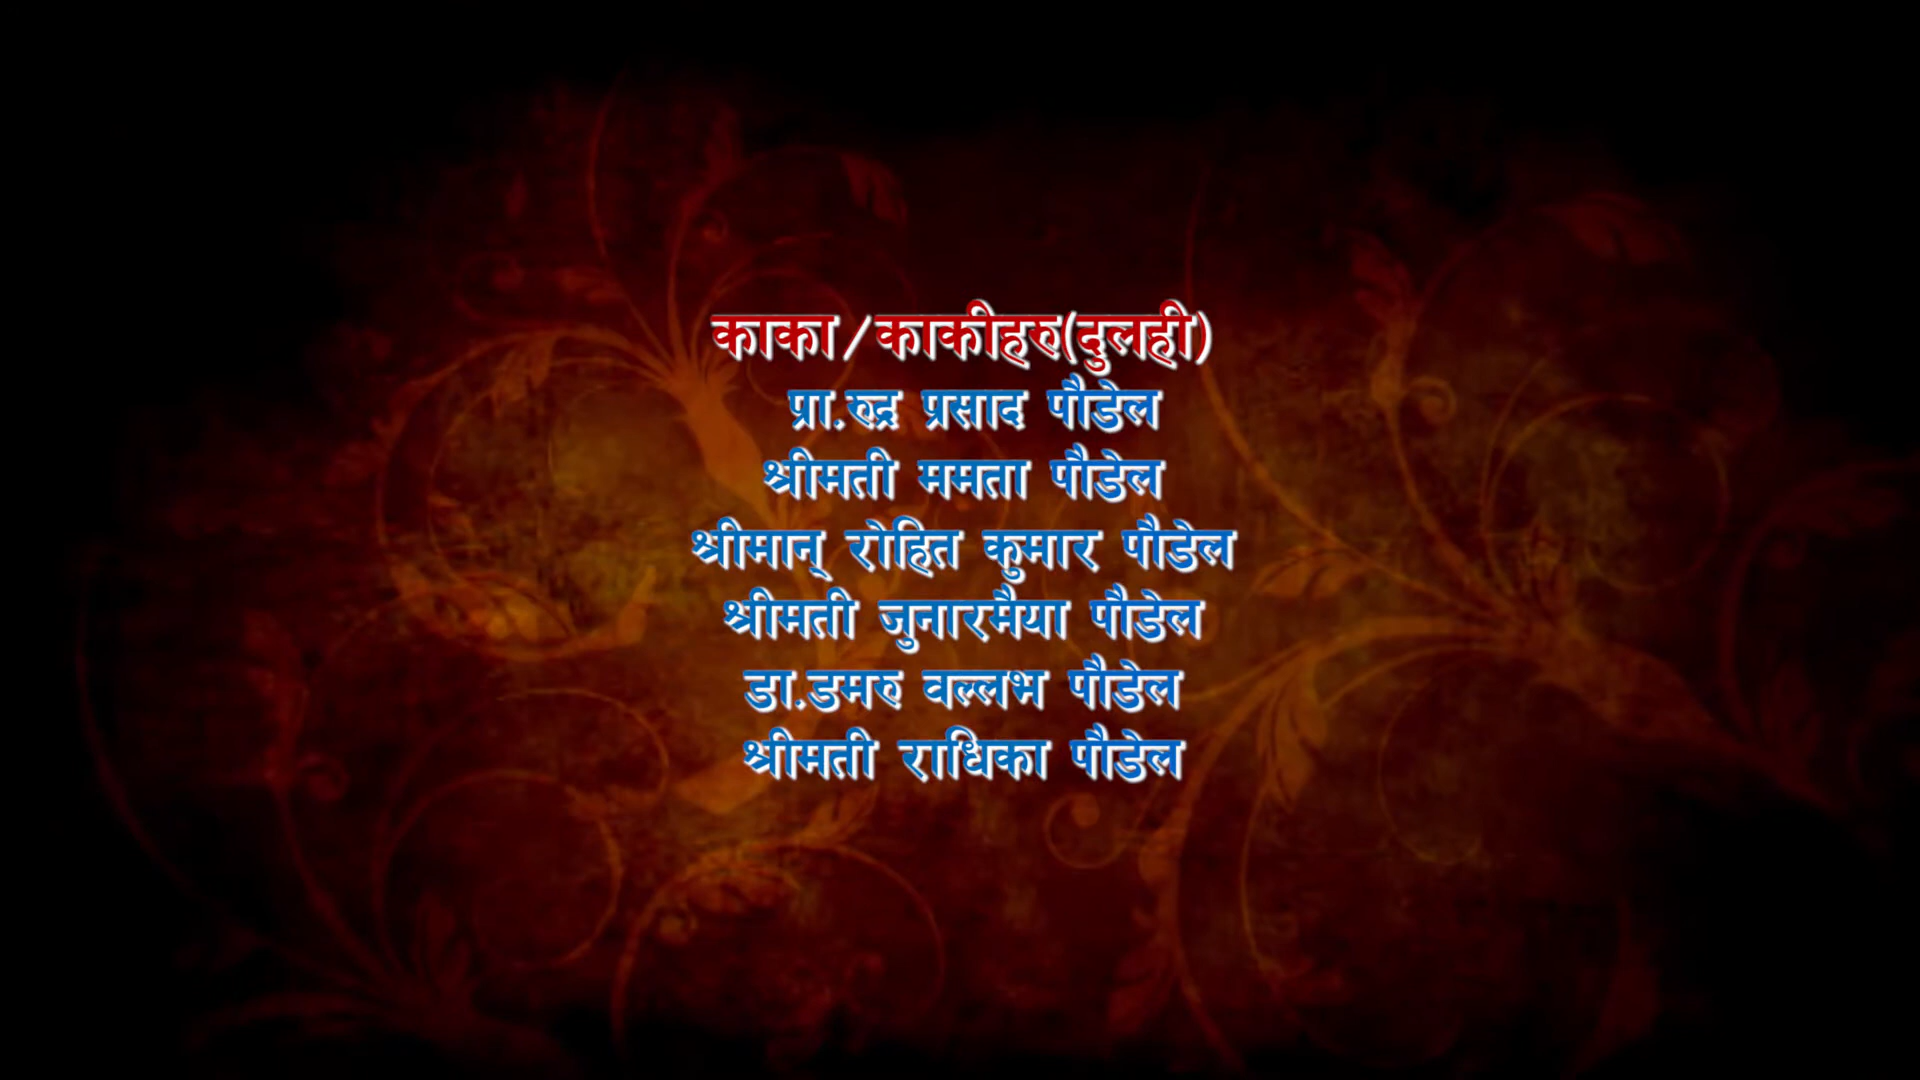 काका/काकीहरु(दुलही)
प्रा.रुद्र प्रसाद पौडेल
श्रीमती ममता पौडेल
श्रीमान् रोहित कुमार पौडेल
श्रीमती जुनारमैया पौडेल
डा.डमरु वल्लभ पौडेल
श्रीमती राधिका पौडेल